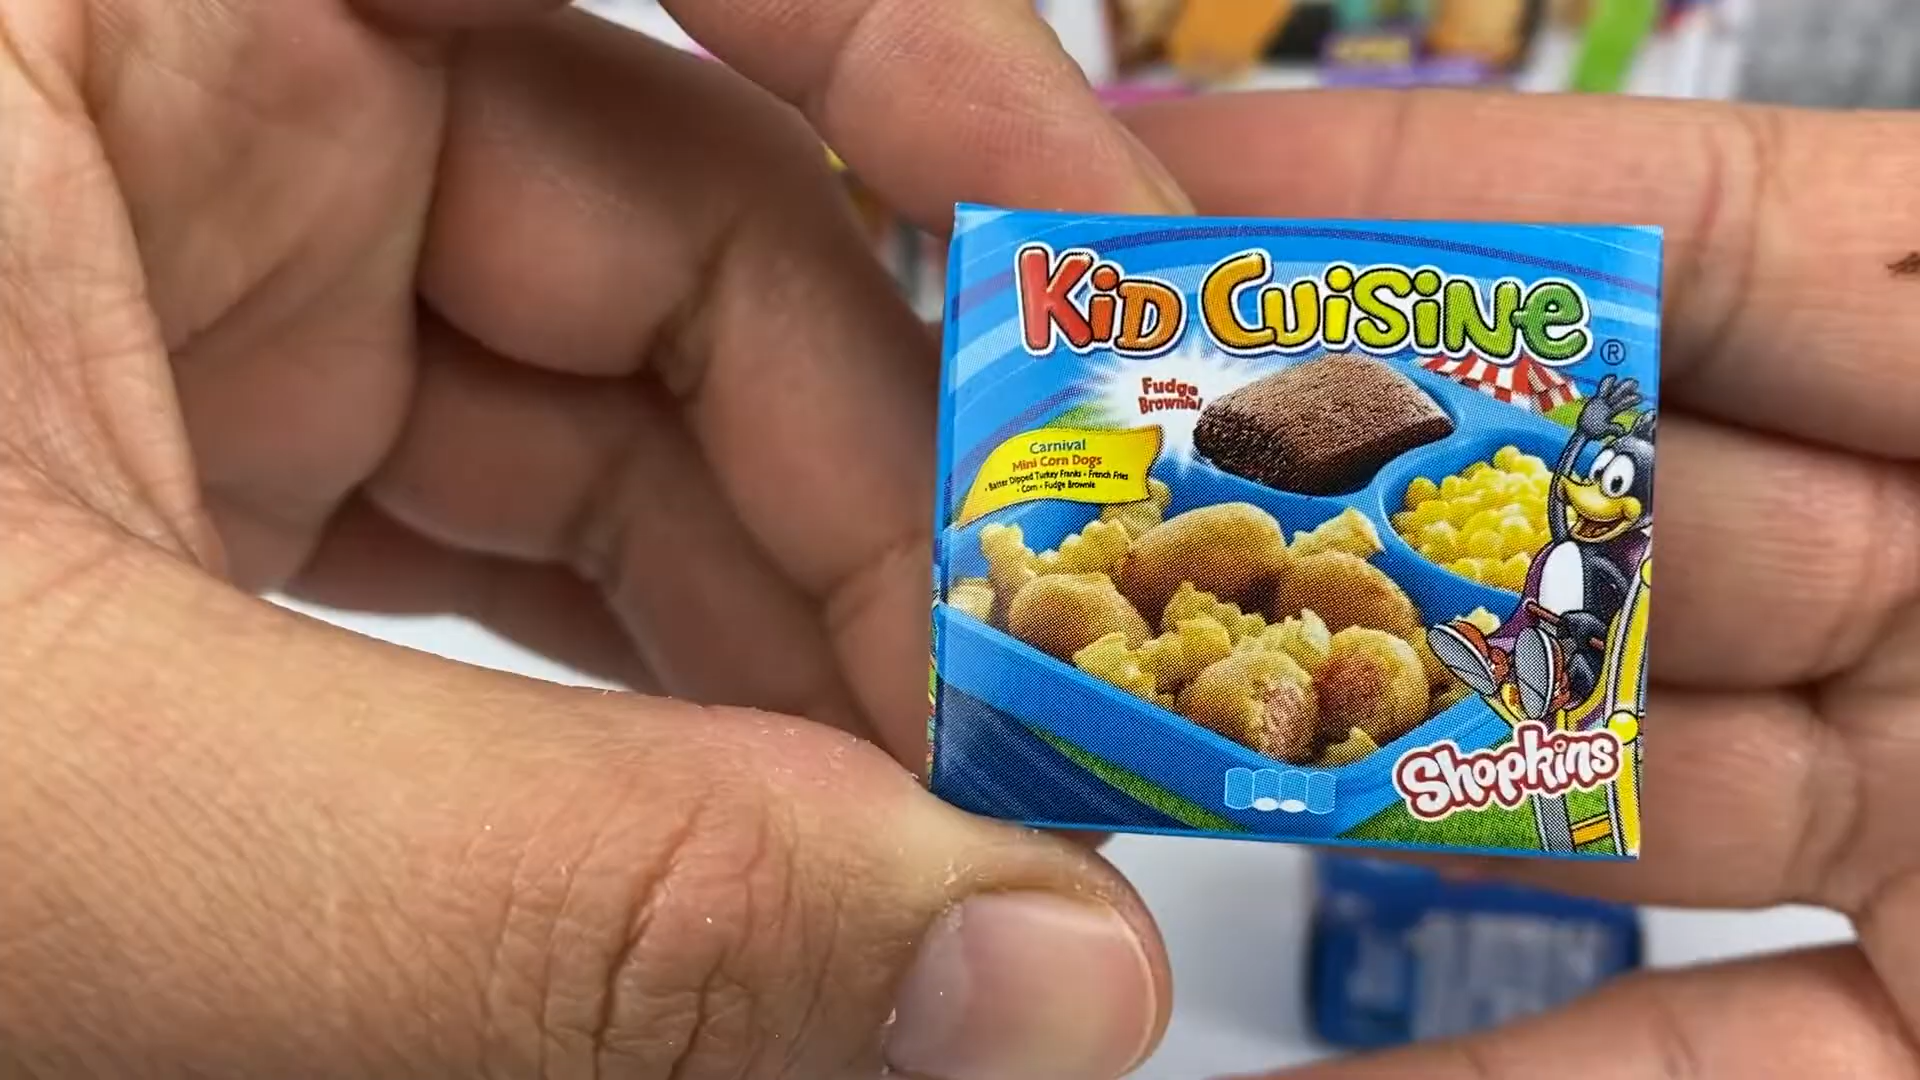 Kid Cuisine
®
Fudge
Brownie!
Carnival
Mini Corn Dogs
• Batter Dipped Turkey Franks • French Fries
• Corn • Fudge Brownie
Shopkins